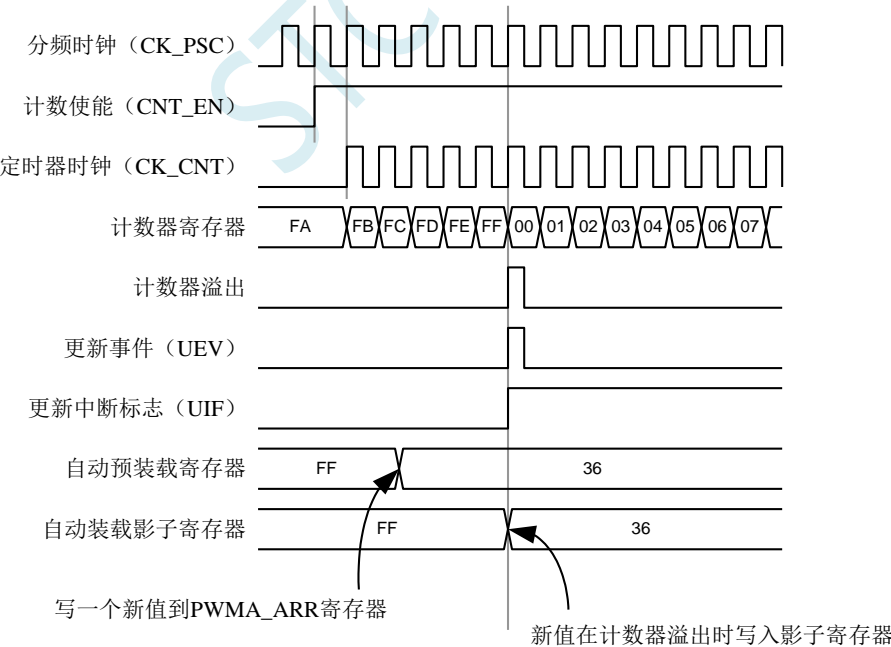 STC
分频时钟（CK_PSC）
计数使能（CNT_EN）
定时器时钟（CK_CNT）
计数器寄存器 FA FB FC FD FE FF 00 01 02 03 04 05 06 07
计数器溢出
更新事件（UEV）
更新中断标志（UIF）
自动预装载寄存器 FF 36
自动装载影子寄存器 FF 36
写一个新值到PWMA_ARR寄存器
新值在计数器溢出时写入影子寄存器